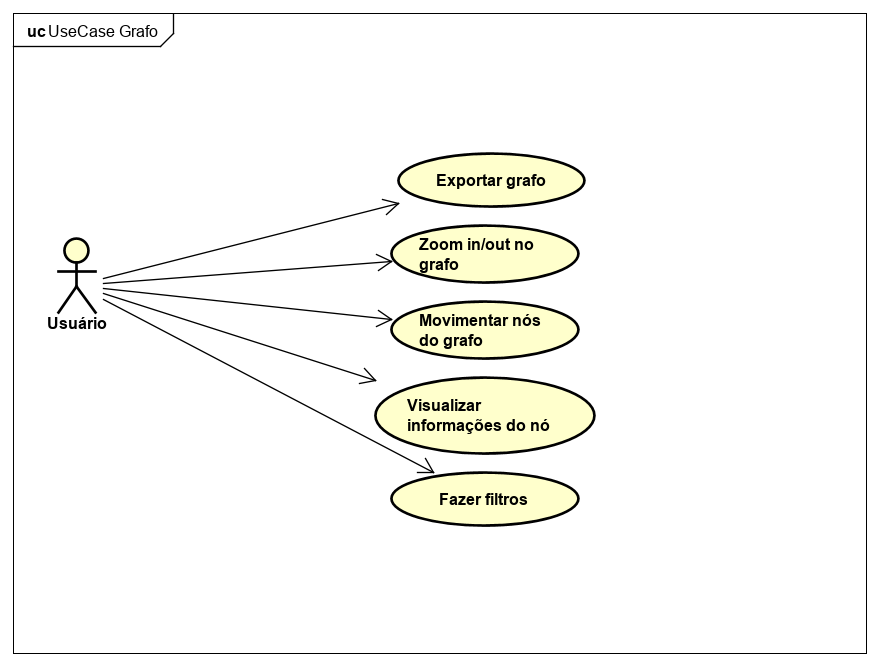 uc UseCase Grafo
Exportar grafo
Zoom in/out no
grafo
Usuário
Movimentar nós
do grafo
Visualizar
informações do nó
Fazer filtros